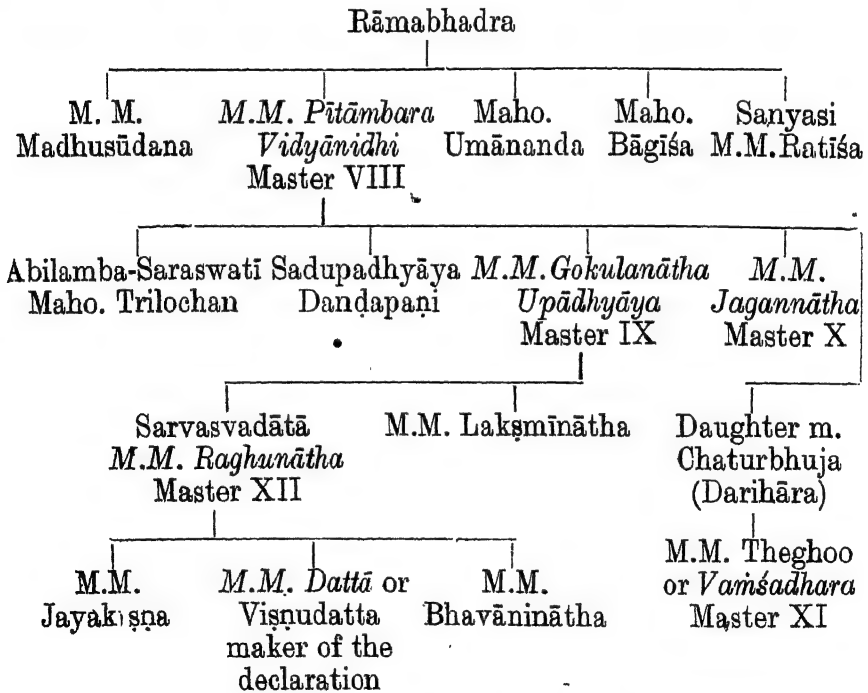 Rāmabhadra
M. M. M.M. Pītāmbara Maho. Maho. Sanyasi
Madhusūdana Vidyānidhi Umānanda Bāgīśa M.M. Ratīśa
Master VIII
Abilamba-Saraswatī Sadupadhyāya M.M. Gokulanātha M.M.
Maho. Trilochan Daṇḍapaṇi Upādhyāya Jagannātha
Master IX Master X
Sarvasvadātā M.M. Lakṣmīnātha Daughter m.
M.M. Raghunātha Chaturbhuja
Master XII (Darihāra)
M.M. M.M. Dattā or M.M. M.M. Theghoo
Jayakṛṣṇa Viṣṇudatta Bhavāninātha or Vaṁśadhara
maker of the Master XI
declaration